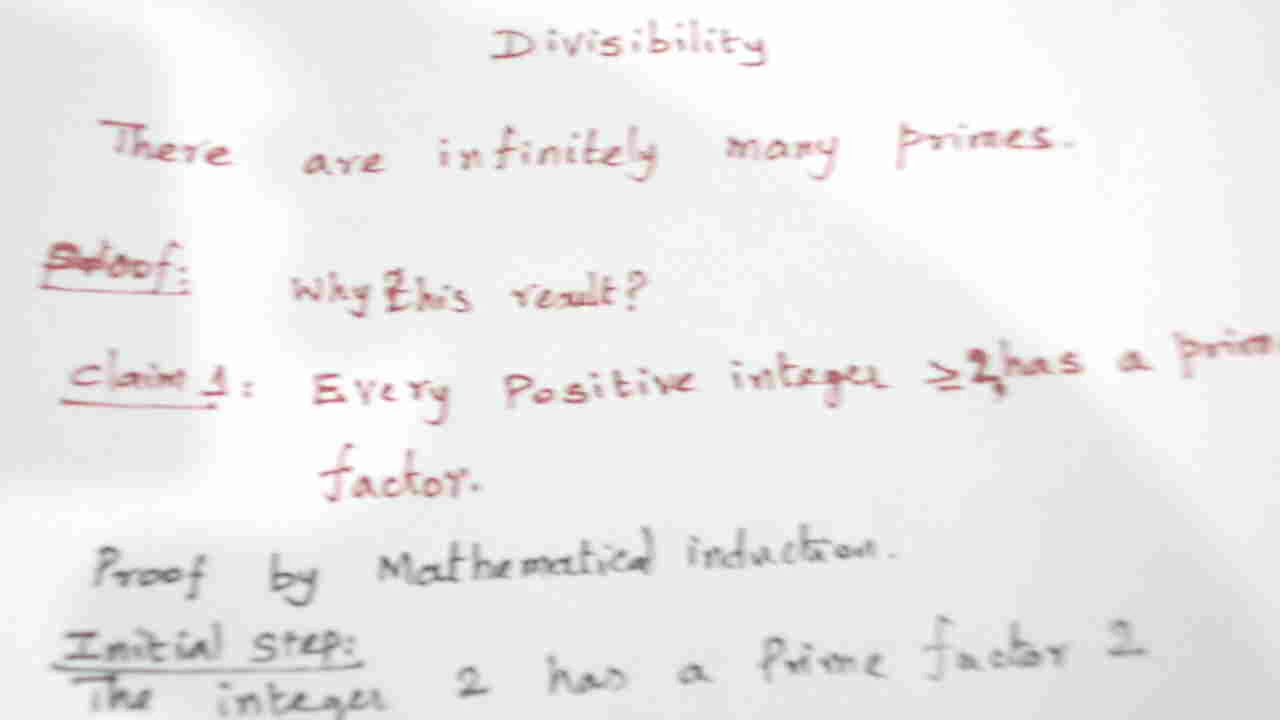 Divisibility
There are infinitely many primes.
Proof: Why this result?
Claim 1: Every Positive integer ≥2, has a prim
factor.
Proof by Mathematical induction.
Initial step:
The integer 2 has a Prime factor 2